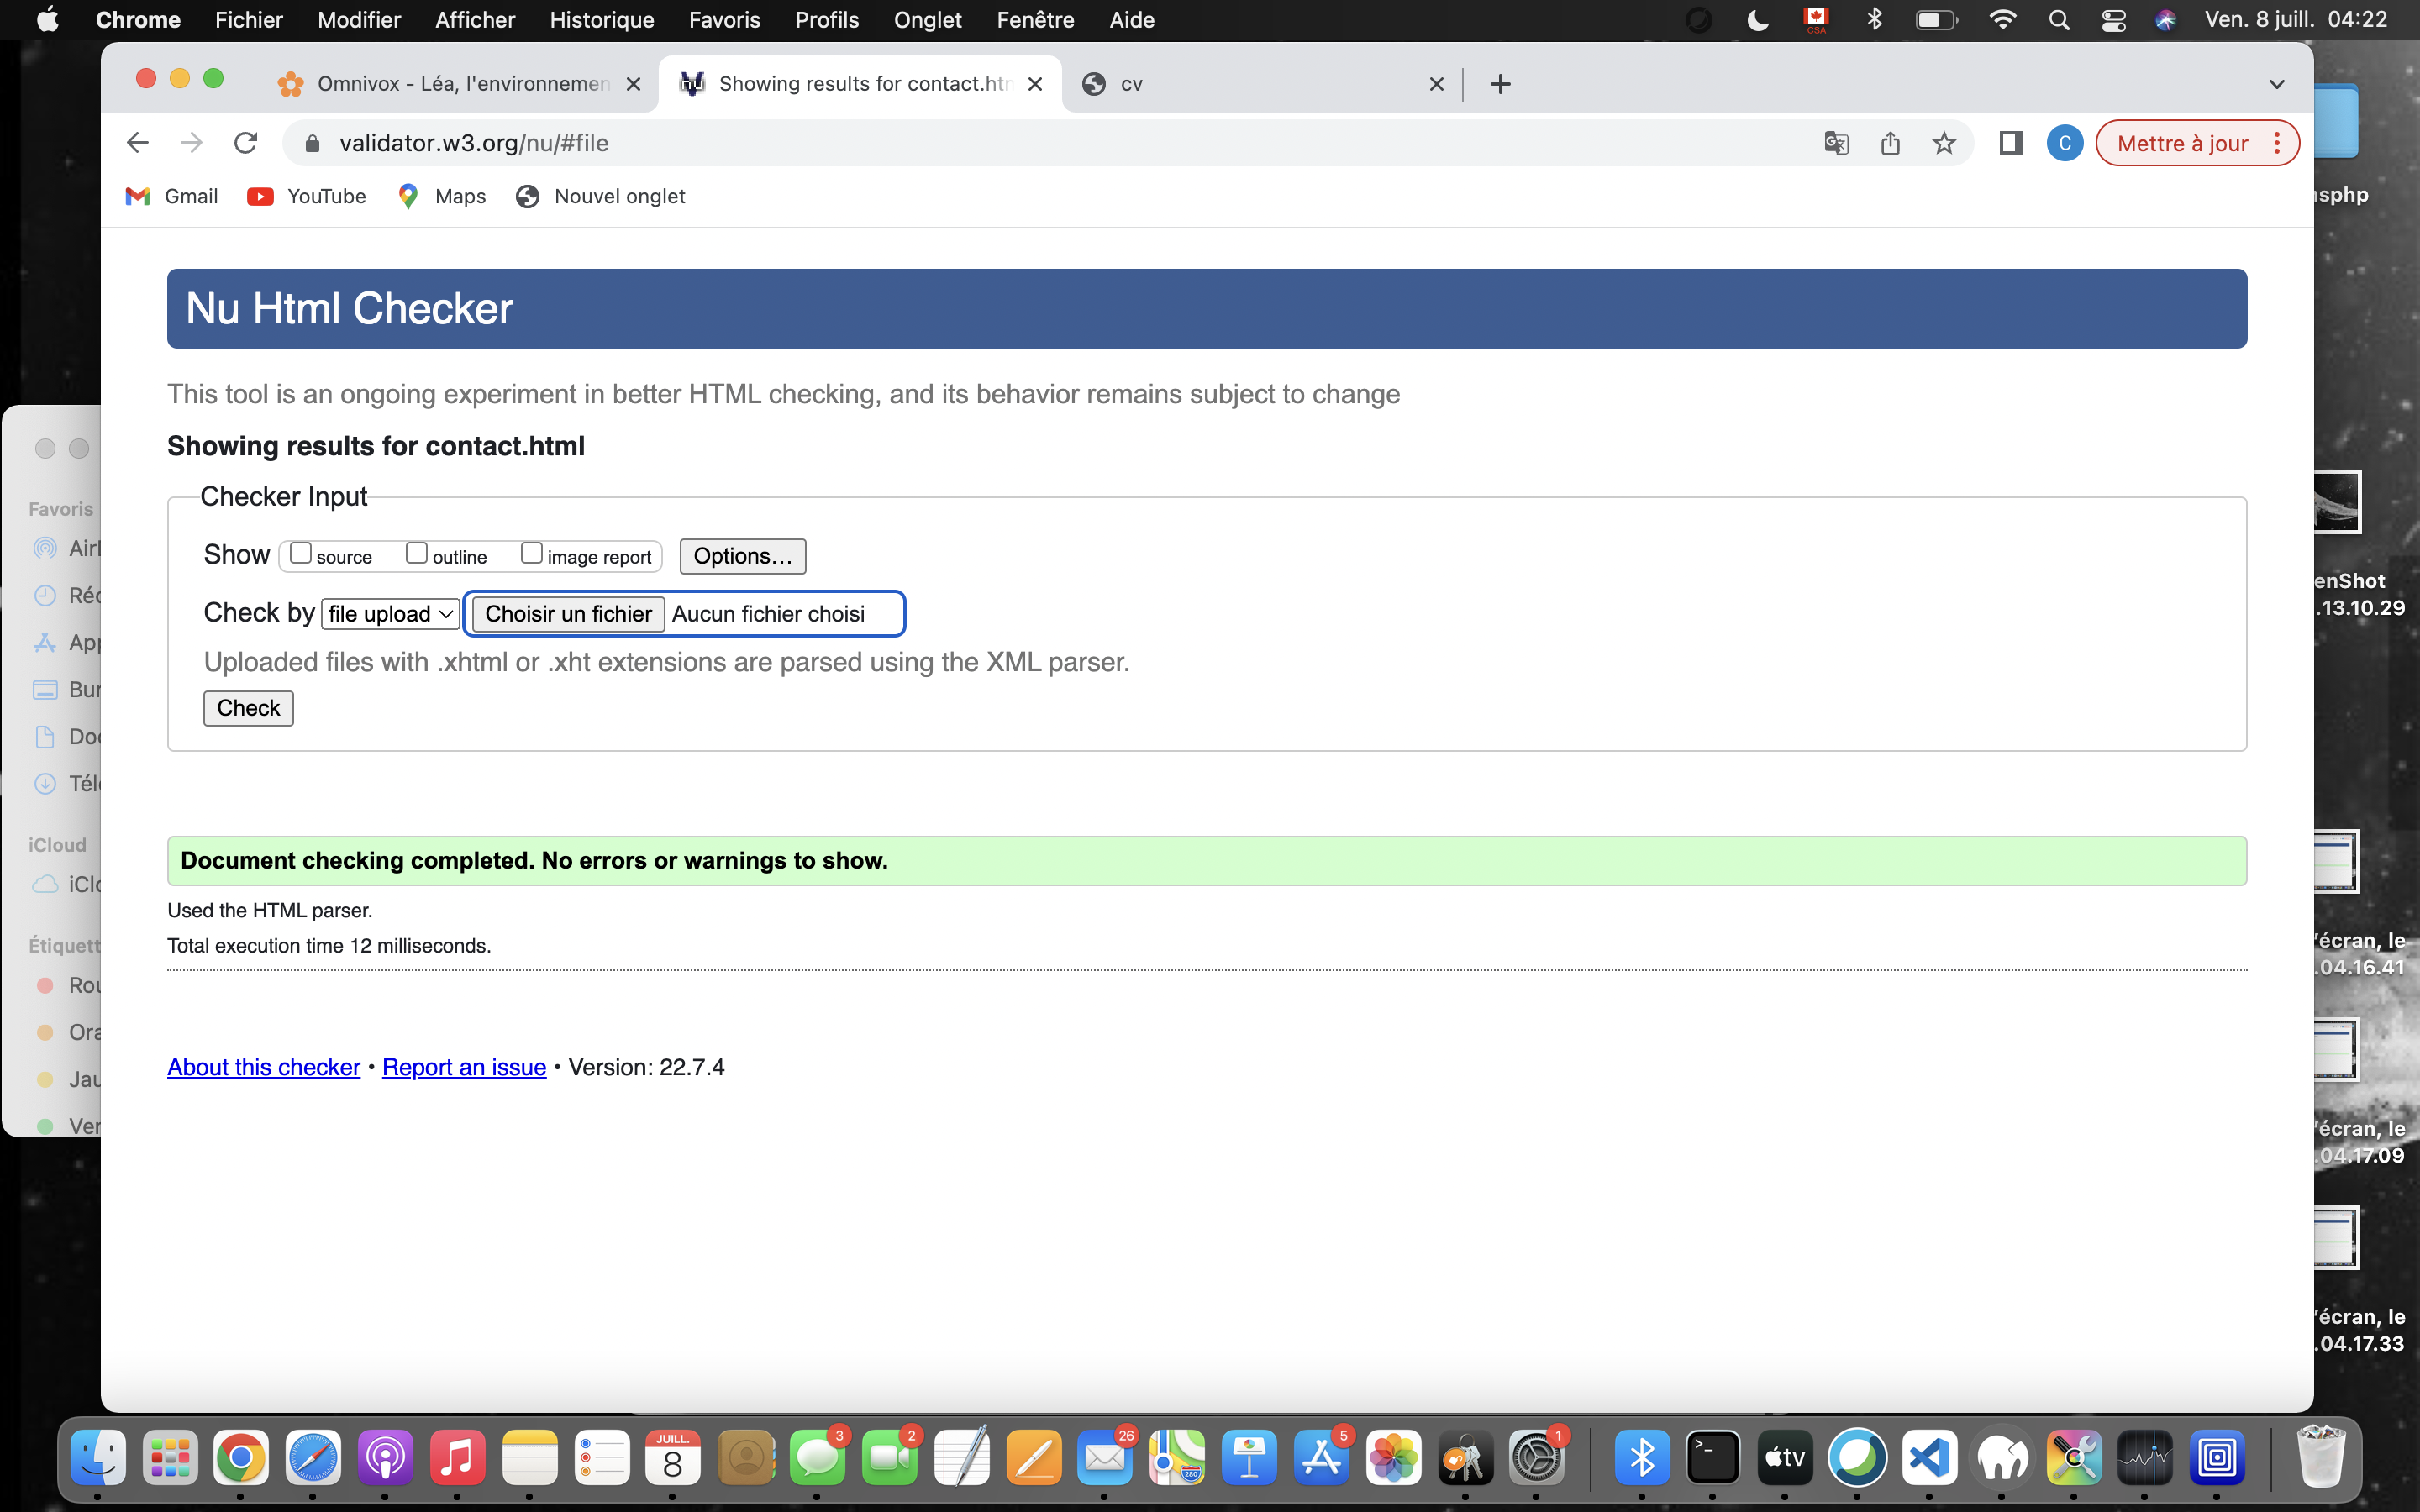 Chrome Fichier Modifier Afficher Historique Favoris Profils Onglet Fenêtre Aide CSA Ven. 8 juill. 04:22
Omnivox - Léa, l'environnemen Showing results for contact.htm cv
validator.w3.org/nu/#file C Mettre à jour
Gmail YouTube Maps Nouvel onglet
nsphp
Nu Html Checker
This tool is an ongoing experiment in better HTML checking, and its behavior remains subject to change
Showing results for contact.html
Checker Input
Show source outline image report Options...
Check by file upload Choisir un fichier Aucun fichier choisi
Uploaded files with .xhtml or .xht extensions are parsed using the XML parser.
Check
Document checking completed. No errors or warnings to show.
Used the HTML parser.
Total execution time 12 milliseconds.
About this checker • Report an issue • Version: 22.7.4
Favoris
Airl
Réc
App
Bur
Doc
Télé
iCloud
iClo
Étiquett
Rou
Ora
Jau
Ver
enShot
.13.10.29
'écran, le
.04.16.41
'écran, le
.04.17.09
'écran, le
.04.17.33
JUILL.
8
3
2
26
280
5
1
tv